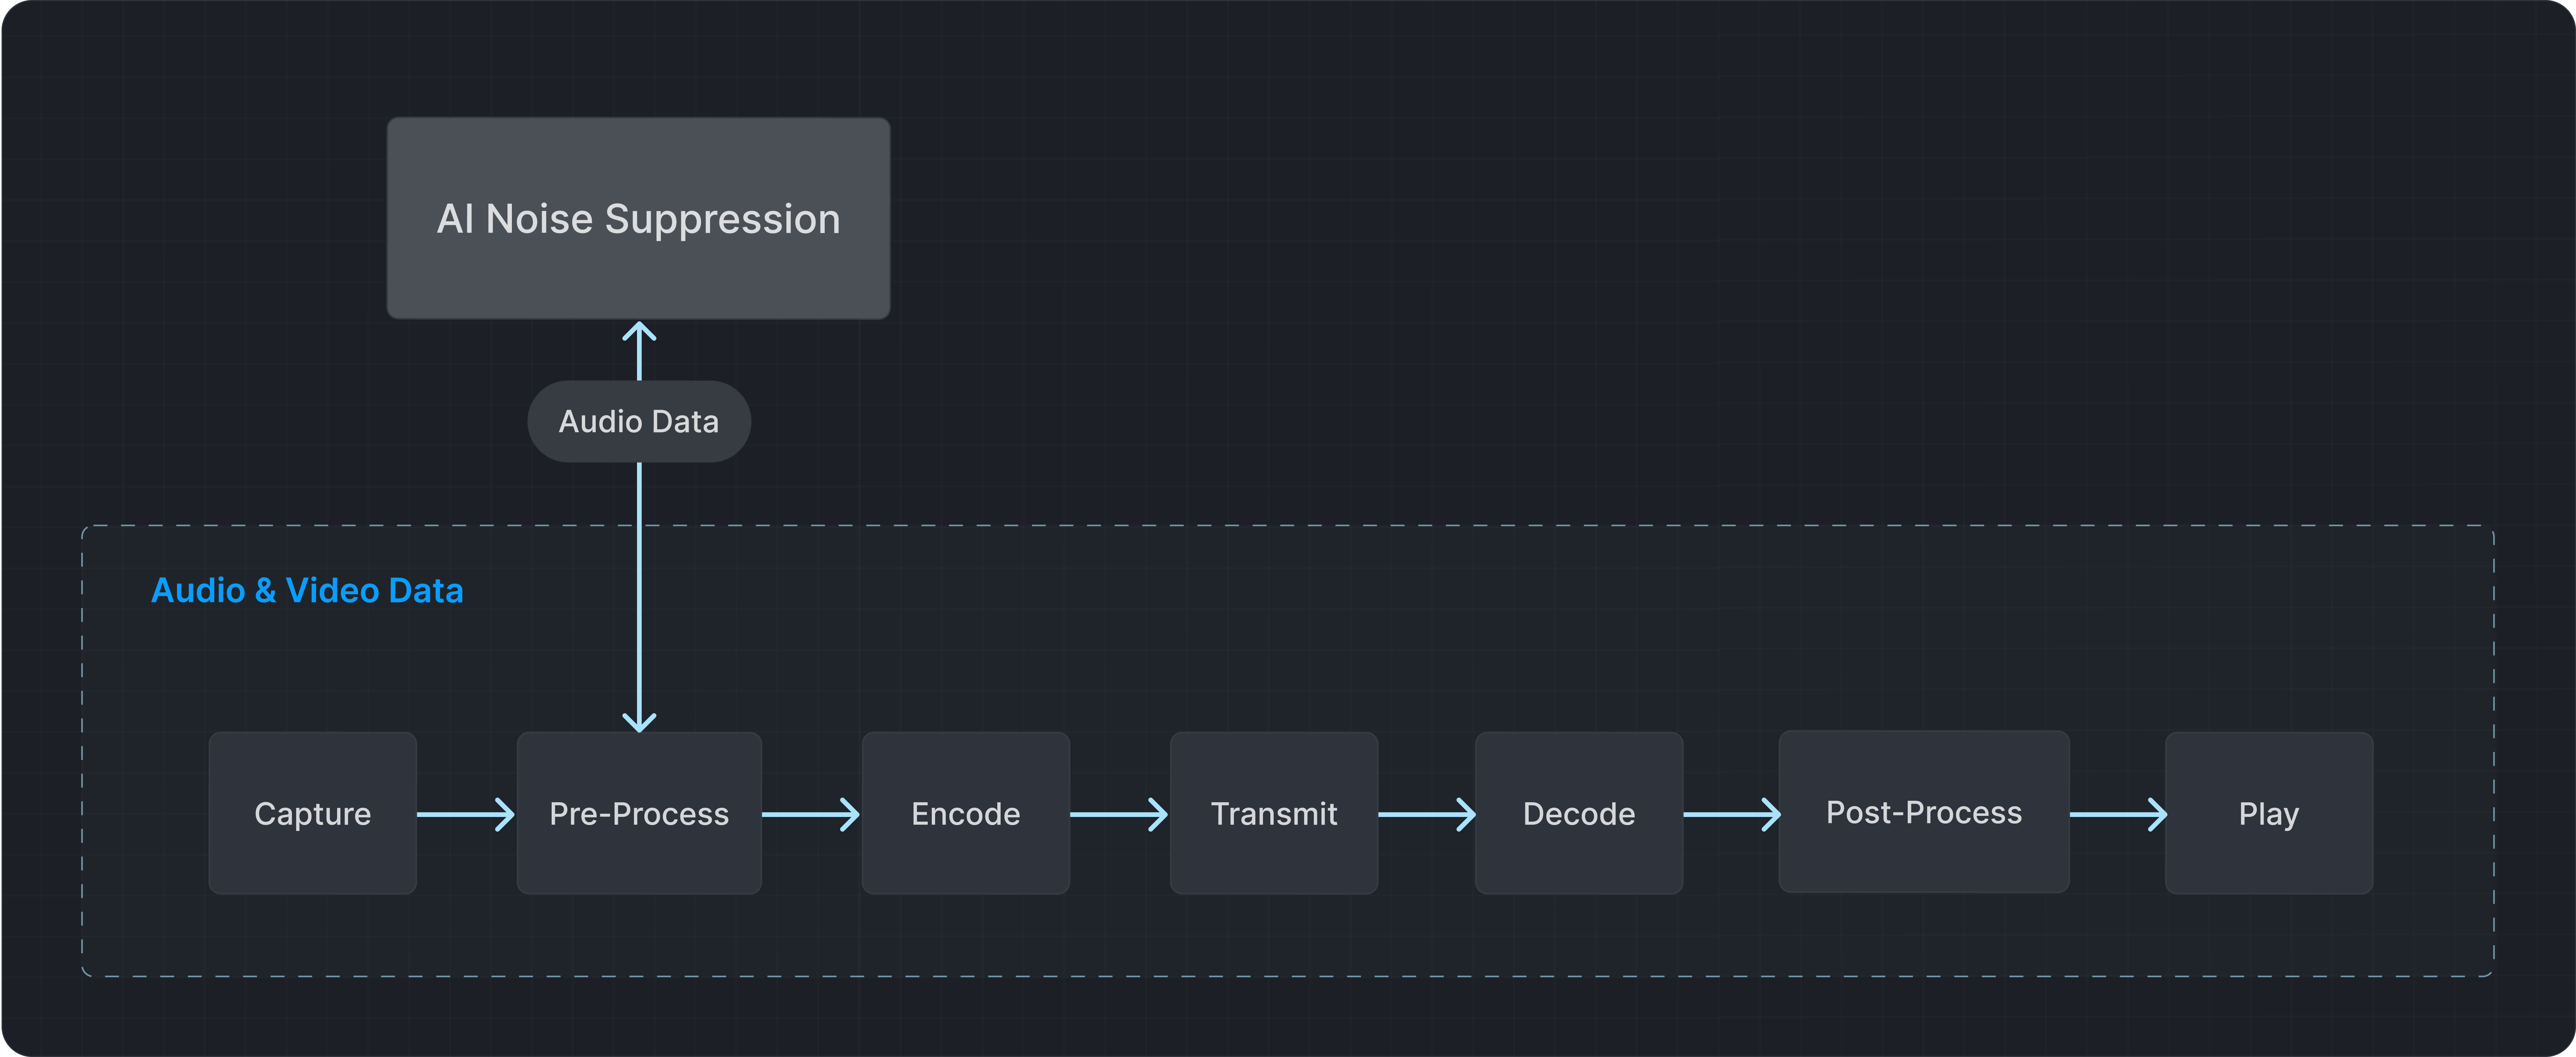 AI Noise Suppression
Audio Data
Audio & Video Data
Capture
Pre-Process
Encode
Transmit
Decode
Post-Process
Play